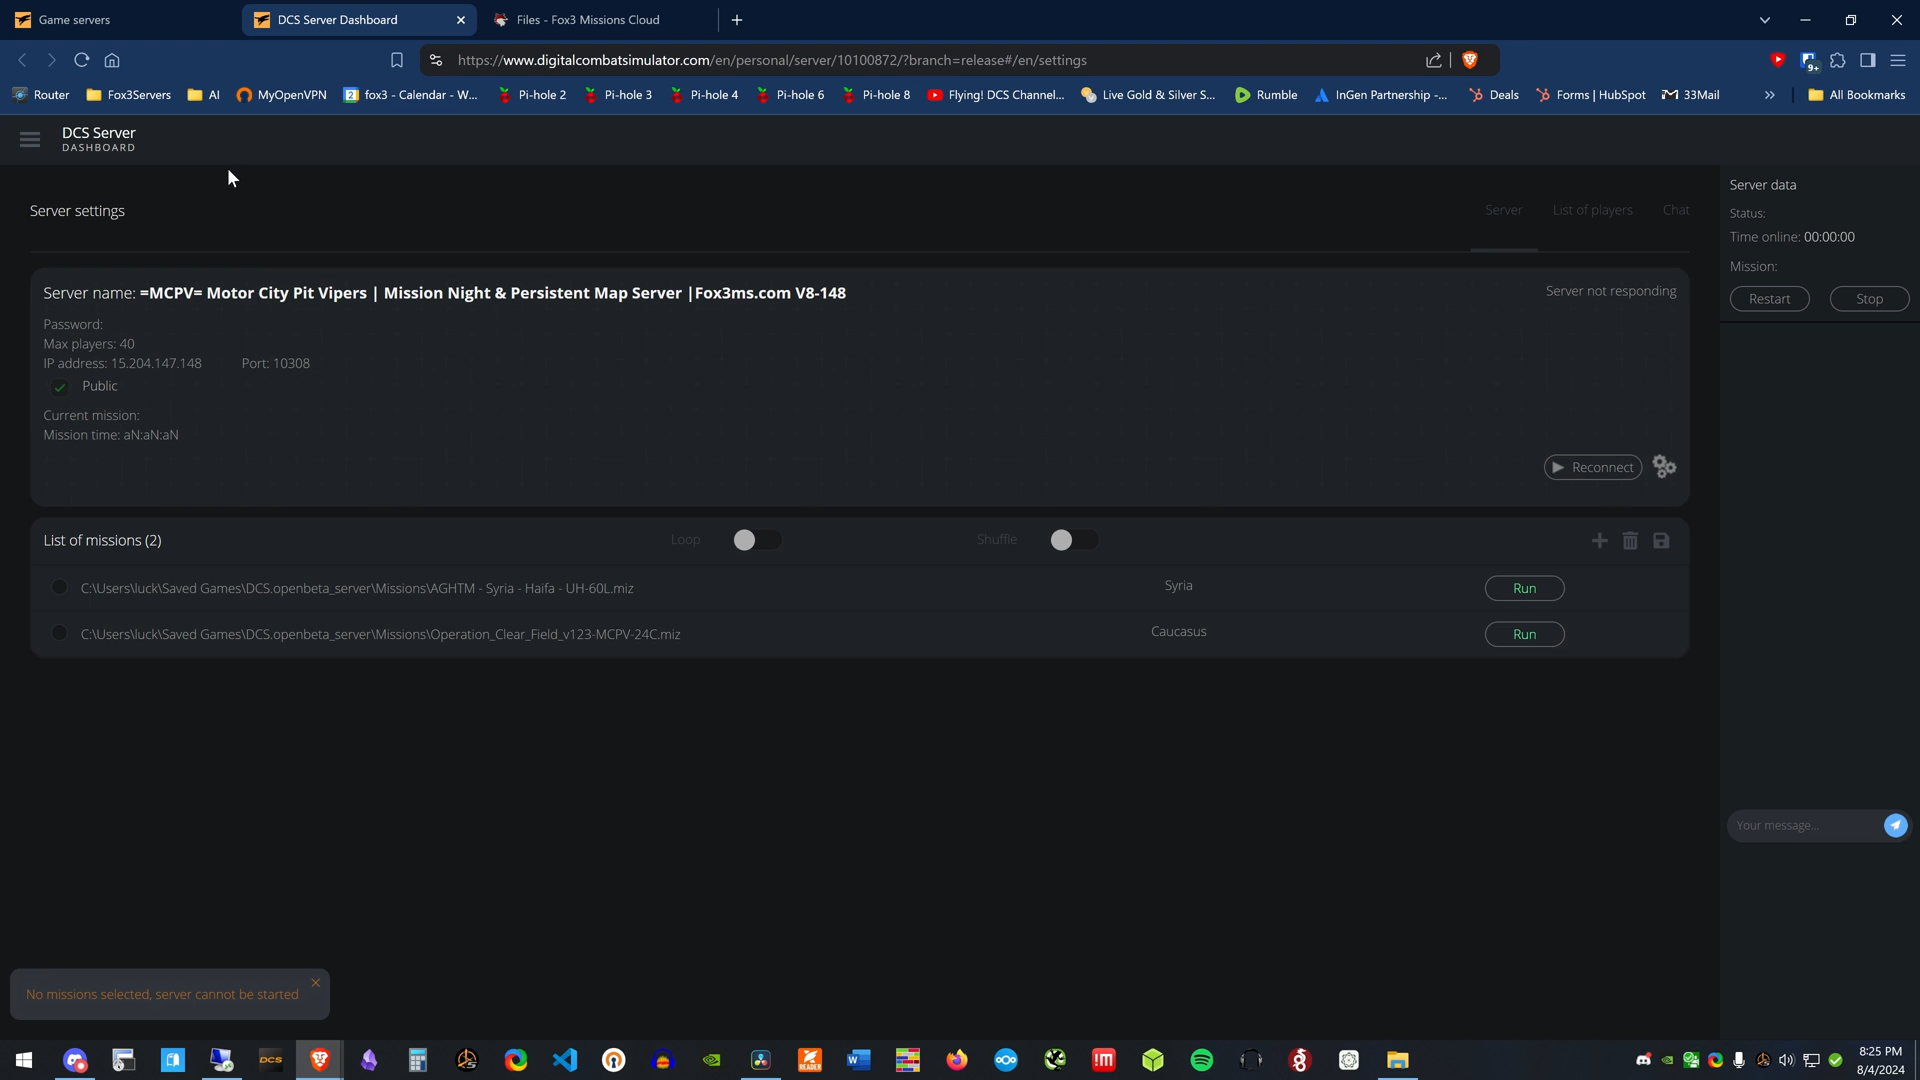 Game servers
DCS Server Dashboard
Files - Fox3 Missions Cloud
https://www.digitalcombatsimulator.com/en/personal/server/10100872/?branch=release#/en/settings
9+
Router
Fox3Servers
AI
MyOpenVPN
2
fox3 - Calendar - W...
Pi-hole 2
Pi-hole 3
Pi-hole 4
Pi-hole 6
Pi-hole 8
Flying! DCS Channel...
Live Gold & Silver S...
Rumble
InGen Partnership -...
Deals
Forms | HubSpot
33Mail
»
All Bookmarks
DCS Server
DASHBOARD
Server settings
Server
List of players
Chat
Server name: =MCPV= Motor City Pit Vipers | Mission Night & Persistent Map Server |Fox3ms.com V8-148
Server not responding
Password:
Max players: 40
IP address: 15.204.147.148 Port: 10308
Public
Current mission:
Mission time: aN:aN:aN
Reconnect
List of missions (2)
Loop
Shuffle
C:\Users\luck\Saved Games\DCS.openbeta_server\Missions\AGHTM - Syria - Haifa - UH-60L.miz
Syria
Run
C:\Users\luck\Saved Games\DCS.openbeta_server\Missions\Operation_Clear_Field_v123-MCPV-24C.miz
Caucasus
Run
Server data
Status:
Time online: 00:00:00
Mission:
Restart
Stop
Your message...
No missions selected, server cannot be started
DCS
READER
!M
8:25 PM
8/4/2024